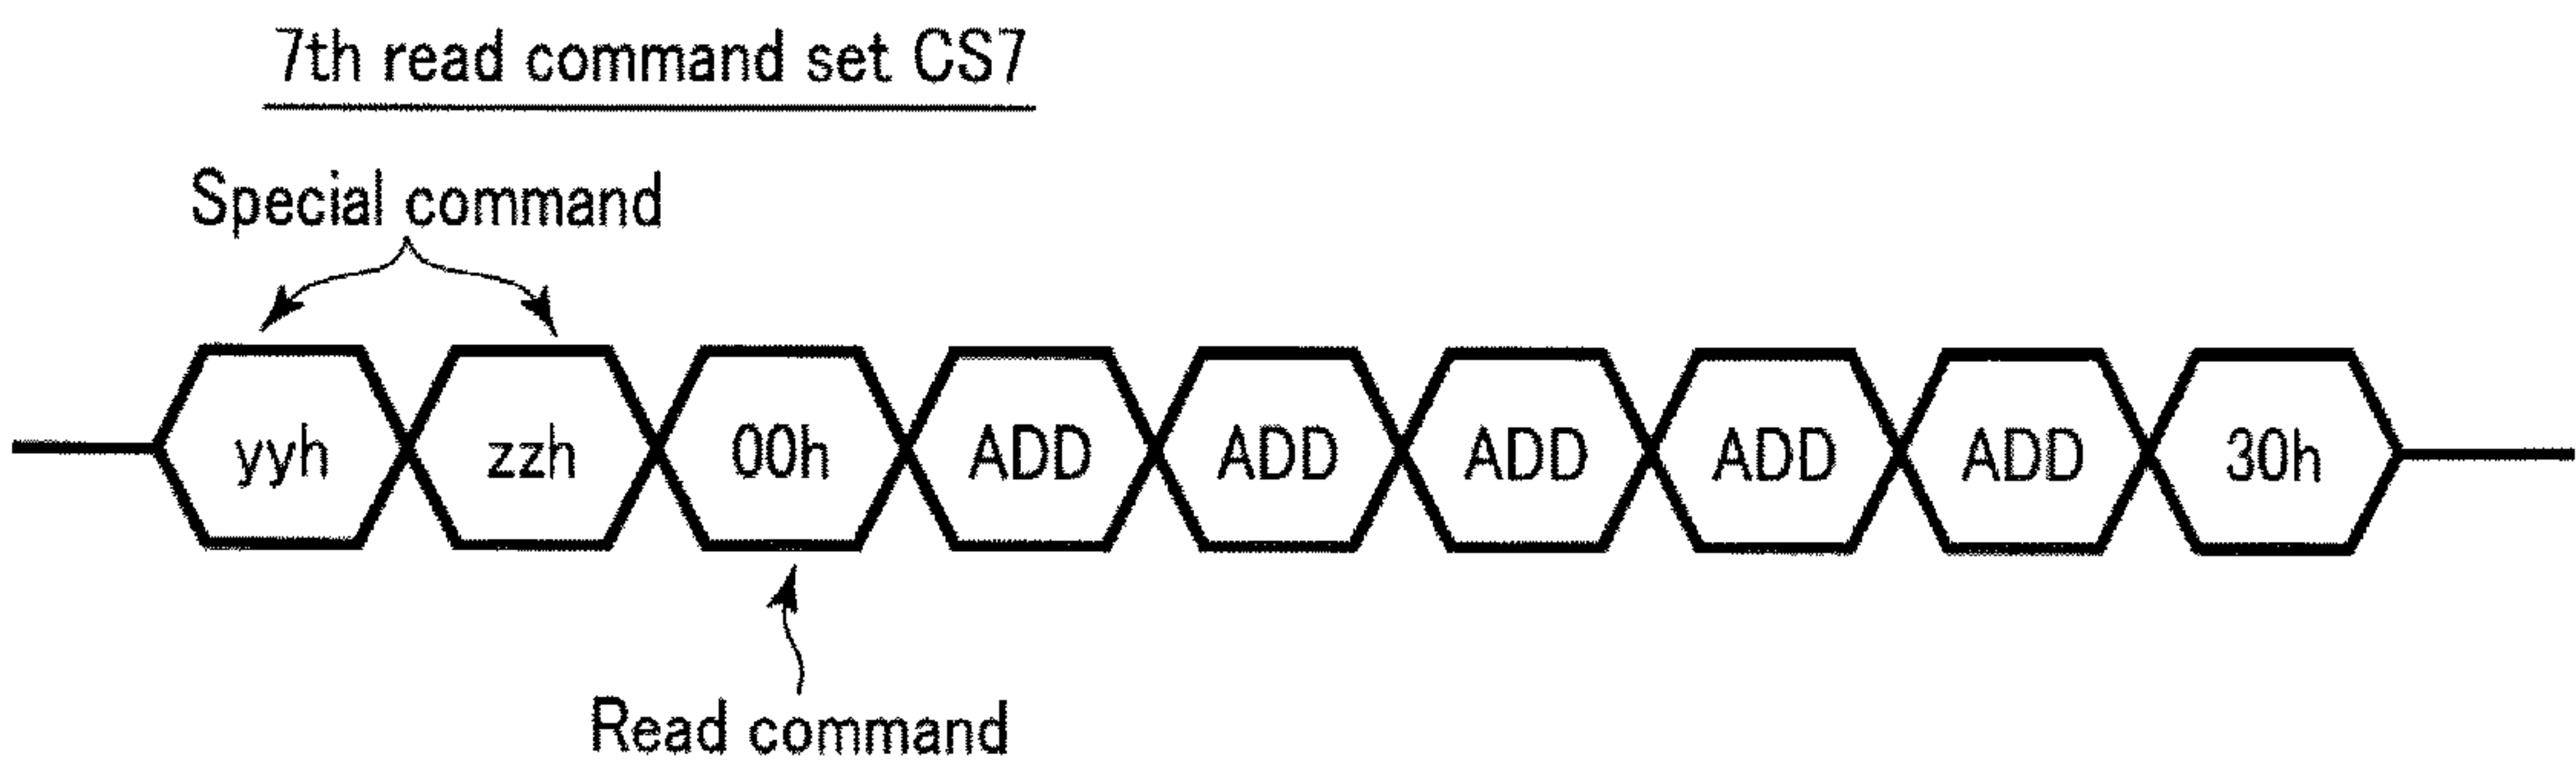 7th read command set CS7
Special command
yyh zzh 00h ADD ADD ADD ADD ADD 30h
Read command